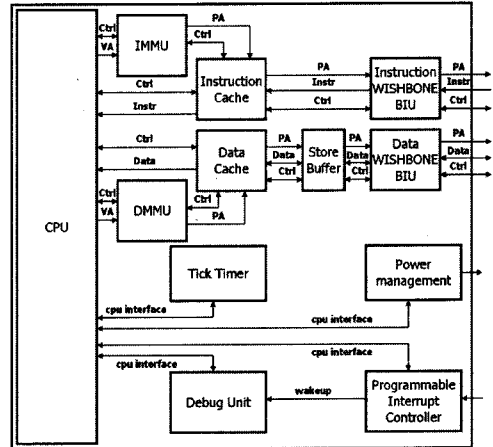 Ctrl
VA
IMMU
PA
Ctrl
Ctrl
Instr
Instruction
Cache
PA
Instr
Ctrl
Instruction
WISHBONE
BIU
PA
Instr
Ctrl
Ctrl
Data
Data
Cache
PA
Data
Ctrl
Store
Buffer
PA
Data
Ctrl
Data
WISHBONE
BIU
PA
Data
Ctrl
Ctrl
VA
DMMU
Ctrl
PA
CPU
Tick Timer
Power
management
cpu interface
cpu interface
cpu interface
cpu interface
Debug Unit
wakeup
Programmable
Interrupt
Controller